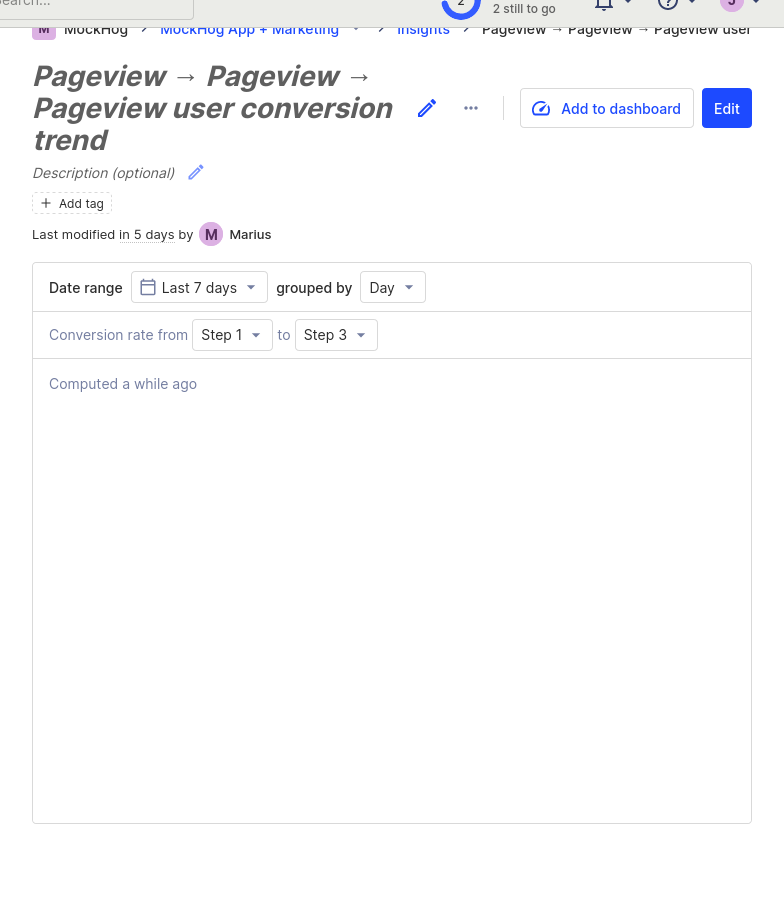 Search...
2
2 still to go
J
M MockHog MockHog App + Marketing Insights Pageview → Pageview → Pageview user
Pageview → Pageview →
Pageview user conversion
trend
Add to dashboard
Edit
Description (optional)
+ Add tag
Last modified in 5 days by M Marius
Date range Last 7 days grouped by Day
Conversion rate from Step 1 to Step 3
Computed a while ago